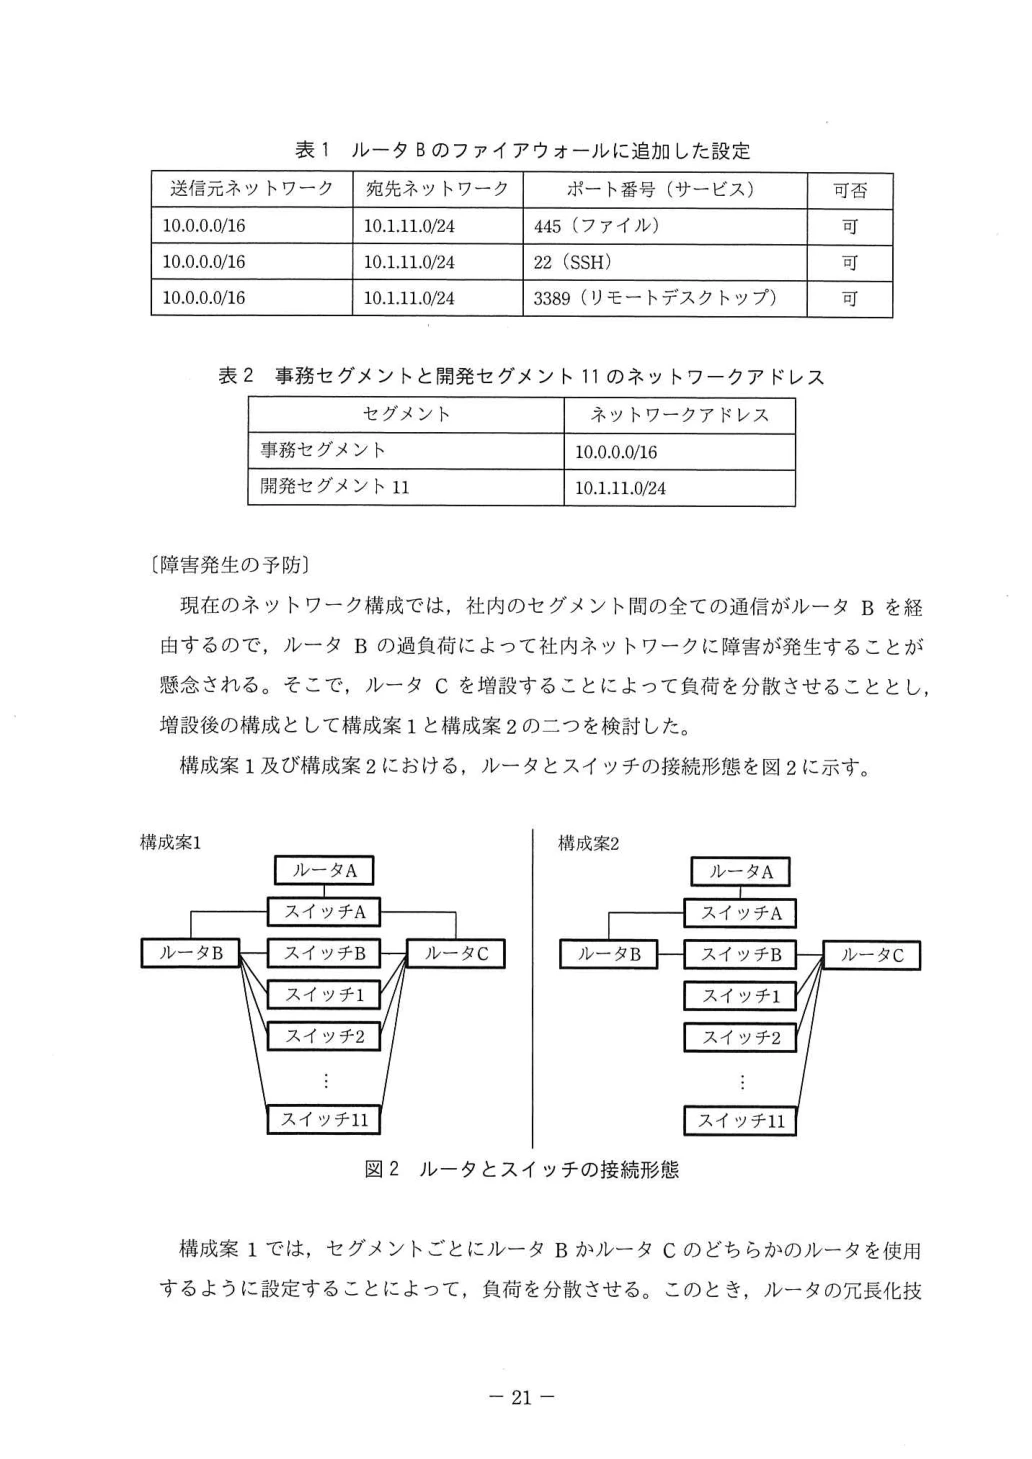 表1 ルータBのファイアウォールに追加した設定
送信元ネットワーク 宛先ネットワーク ポート番号（サービス） 可否
10.0.0.0/16 10.1.11.0/24 445（ファイル） 可
10.0.0.0/16 10.1.11.0/24 22（SSH） 可
10.0.0.0/16 10.1.11.0/24 3389（リモートデスクトップ） 可
表2 事務セグメントと開発セグメント11のネットワークアドレス
セグメント ネットワークアドレス
事務セグメント 10.0.0.0/16
開発セグメント11 10.1.11.0/24
〔障害発生の予防〕
現在のネットワーク構成では，社内のセグメント間の全ての通信がルータ B を経
由するので，ルータ B の過負荷によって社内ネットワークに障害が発生することが
懸念される。そこで，ルータ C を増設することによって負荷を分散させることとし，
増設後の構成として構成案1と構成案2の二つを検討した。
構成案1及び構成案2における，ルータとスイッチの接続形態を図2に示す。
構成案1
ルータA
スイッチA
ルータB スイッチB ルータC
スイッチ1
スイッチ2
⋮
スイッチ11
構成案2
ルータA
スイッチA
ルータB スイッチB ルータC
スイッチ1
スイッチ2
⋮
スイッチ11
図2 ルータとスイッチの接続形態
構成案 1 では，セグメントごとにルータ B かルータ C のどちらかのルータを使用
するように設定することによって，負荷を分散させる。このとき，ルータの冗長化技
－ 21 －